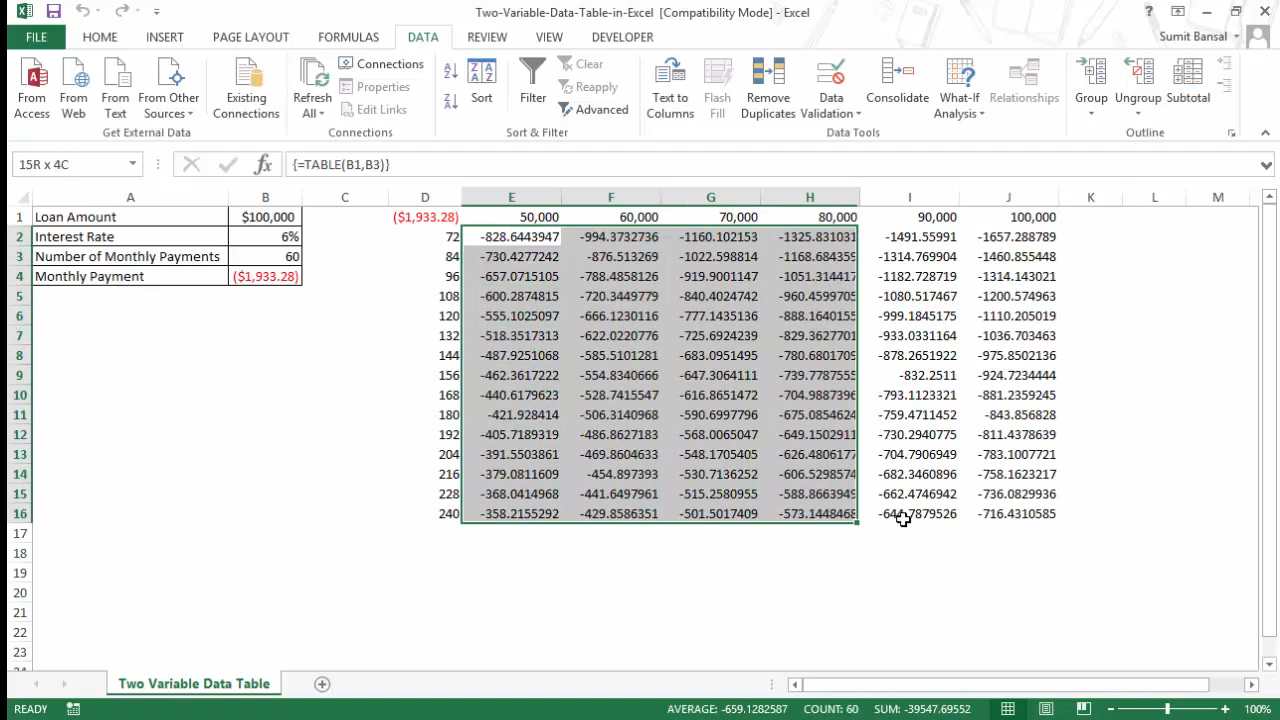 Two-Variable-Data-Table-in-Excel [Compatibility Mode] - Excel
FILE HOME INSERT PAGE LAYOUT FORMULAS DATA REVIEW VIEW DEVELOPER Sumit Bansal
From Access
From Web
From Text
From Other Sources
Existing Connections
Get External Data
Refresh All
Connections
Properties
Edit Links
Connections
Sort
Filter
Clear
Reapply
Advanced
Sort & Filter
Text to Columns
Flash Fill
Remove Duplicates
Data Validation
Consolidate
What-If Analysis
Relationships
Data Tools
Group
Ungroup
Subtotal
Outline
15R x 4C fx {=TABLE(B1,B3)}
A B C D E F G H I J K L M
1 Loan Amount $100,000 ($1,933.28) 50,000 60,000 70,000 80,000 90,000 100,000
2 Interest Rate 6% 72 -828.6443947 -994.3732736 -1160.102153 -1325.831031 -1491.55991 -1657.288789
3 Number of Monthly Payments 60 84 -730.4277242 -876.513269 -1022.598814 -1168.684359 -1314.769904 -1460.855448
4 Monthly Payment ($1,933.28) 96 -657.0715105 -788.4858126 -919.9001147 -1051.314417 -1182.728719 -1314.143021
5 108 -600.2874815 -720.3449779 -840.4024742 -960.4599705 -1080.517467 -1200.574963
6 120 -555.1025097 -666.1230116 -777.1435136 -888.1640155 -999.1845175 -1110.205019
7 132 -518.3517313 -622.0220776 -725.6924239 -829.3627701 -933.0331164 -1036.703463
8 144 -487.9251068 -585.5101281 -683.0951495 -780.6801709 -878.2651922 -975.8502136
9 156 -462.3617222 -554.8340666 -647.3064111 -739.7787555 -832.2511 -924.7234444
10 168 -440.6179623 -528.7415547 -616.8651472 -704.9887396 -793.1123321 -881.2359245
11 180 -421.928414 -506.3140968 -590.6997796 -675.0854624 -759.4711452 -843.856828
12 192 -405.7189319 -486.8627183 -568.0065047 -649.1502911 -730.2940775 -811.4378639
13 204 -391.5503861 -469.8604633 -548.1705405 -626.4806177 -704.7906949 -783.1007721
14 216 -379.0811609 -454.897393 -530.7136252 -606.5298574 -682.3460896 -758.1623217
15 228 -368.0414968 -441.6497961 -515.2580955 -588.8663949 -662.4746942 -736.0829936
16 240 -358.2155292 -429.8586351 -501.5017409 -573.1448468 -716.4310585
17
18
19
20
21
22
23
Two Variable Data Table
READY AVERAGE: -659.1282587 COUNT: 60 SUM: -39547.69552 100%